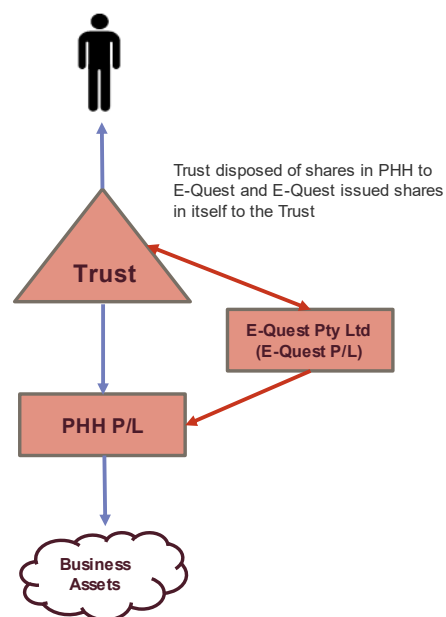 Trust disposed of shares in PHH to
E-Quest and E-Quest issued shares
in itself to the Trust
Trust
E-Quest Pty Ltd
(E-Quest P/L)
PHH P/L
Business
Assets